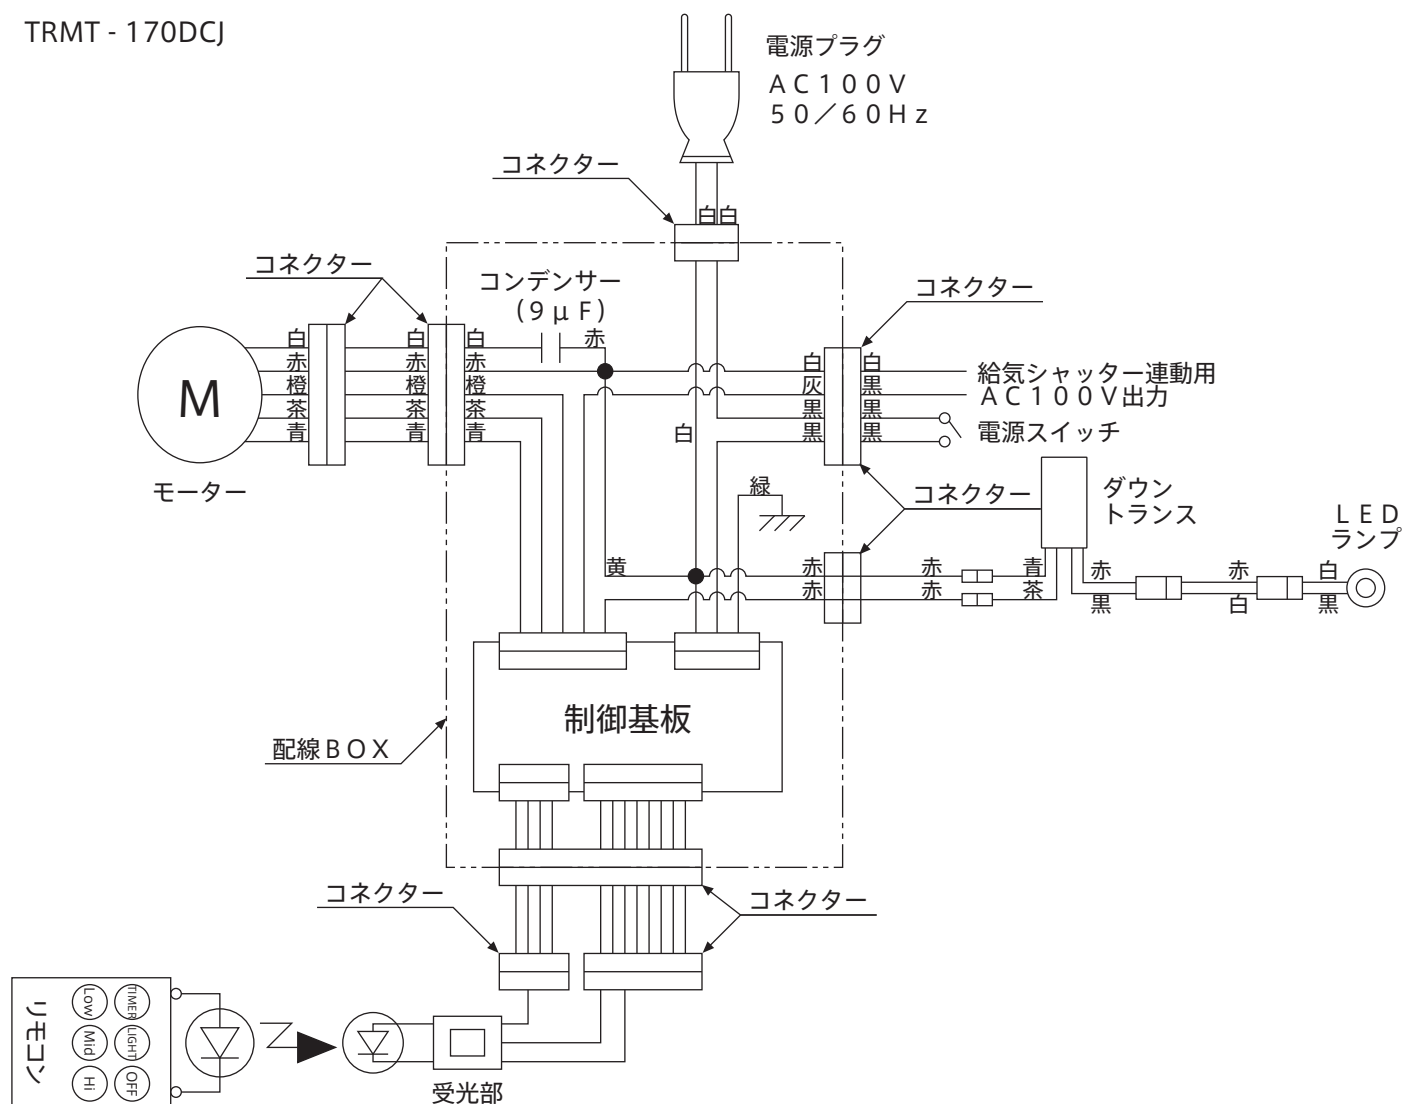 TRMT - 170DCJ
電源プラグ
AC100V
50/60Hz
コネクター
白白
コネクター
コンデンサー
(9μF)
コネクター
白 白 白 赤
赤 赤 赤
橙 橙 橙
茶 茶 茶
青 青 青
M
モーター
白 白
灰 黒
黒 黒
黒 黒
給気シャッター連動用
AC100V出力
電源スイッチ
白
緑
コネクター
ダウン
トランス
LED
ランプ
黄 赤 赤 青 赤 赤 白
赤 赤 茶 黒 白 黒
制御基板
配線BOX
コネクター
コネクター
リモコン
Low TIMER
Mid LIGHT
Hi OFF
受光部